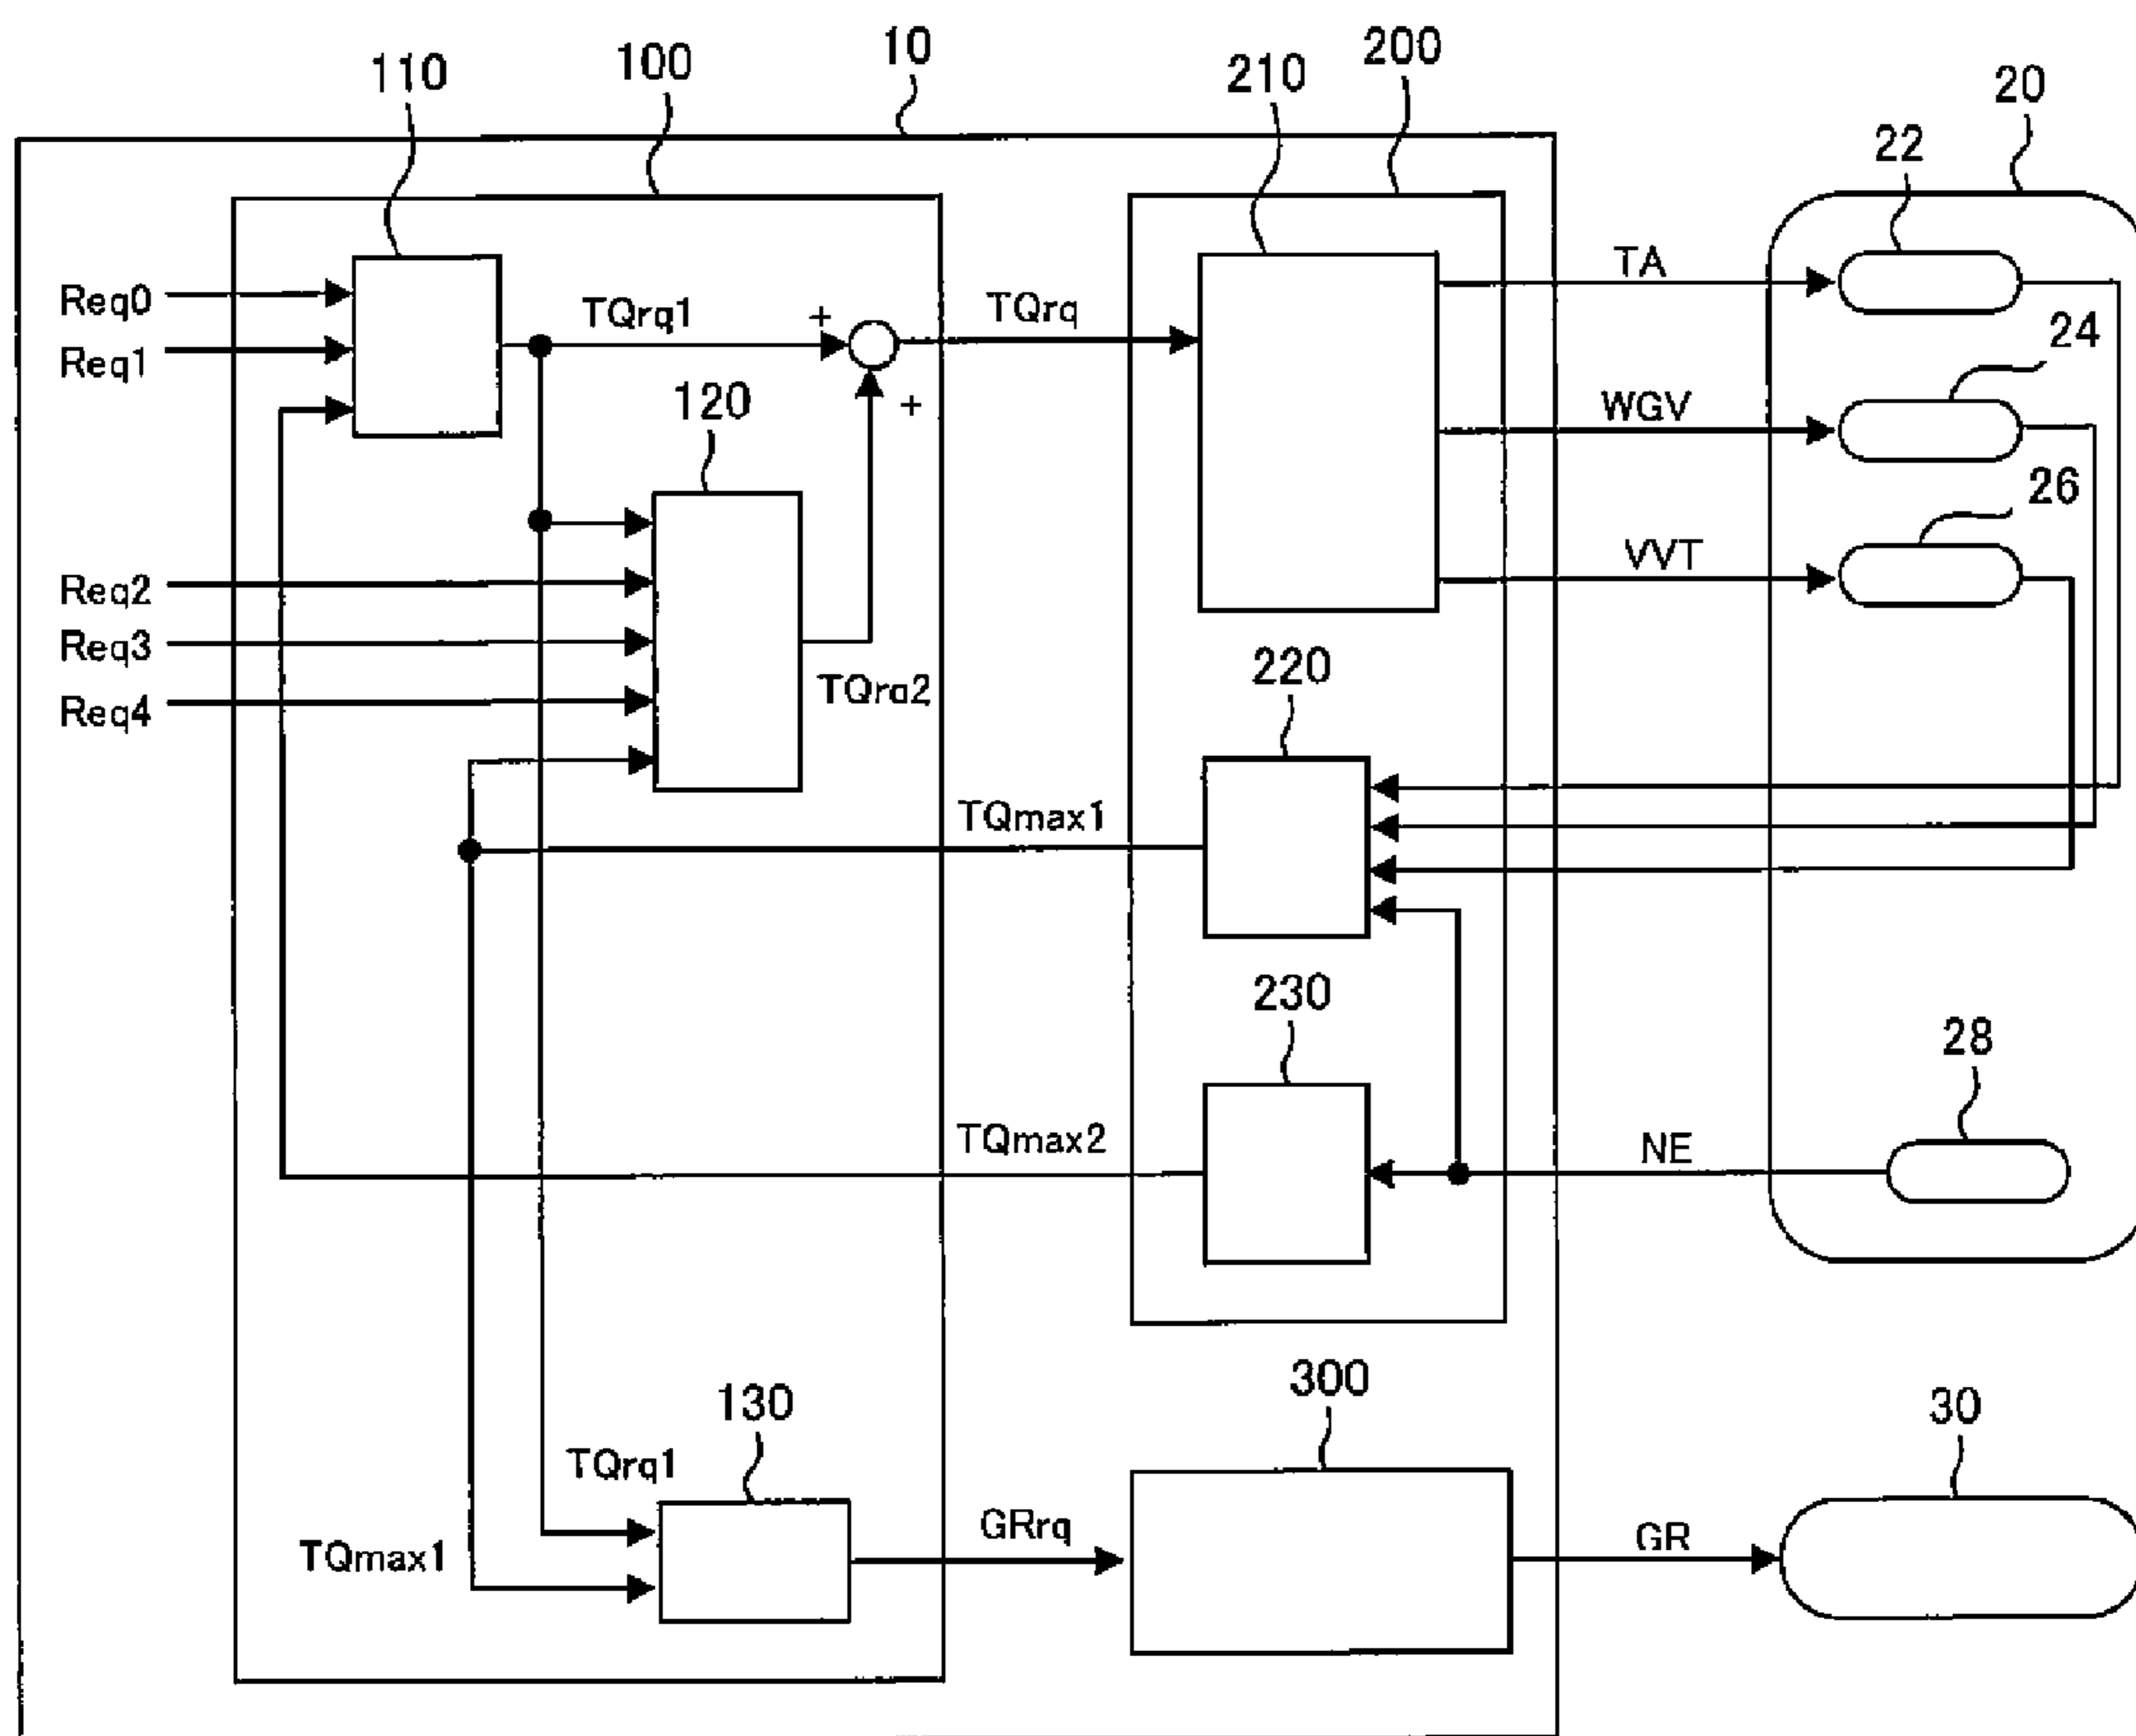 10
200
100
110
210
20
22
Req0
Req1
TQrq1
+
TQrq
TA
24
+
WGV
120
26
VVT
Req2
Req3
Req4
TQrq2
220
TQmax1
230
28
TQmax2
NE
300
130
30
TQrq1
GRrq
GR
TQmax1